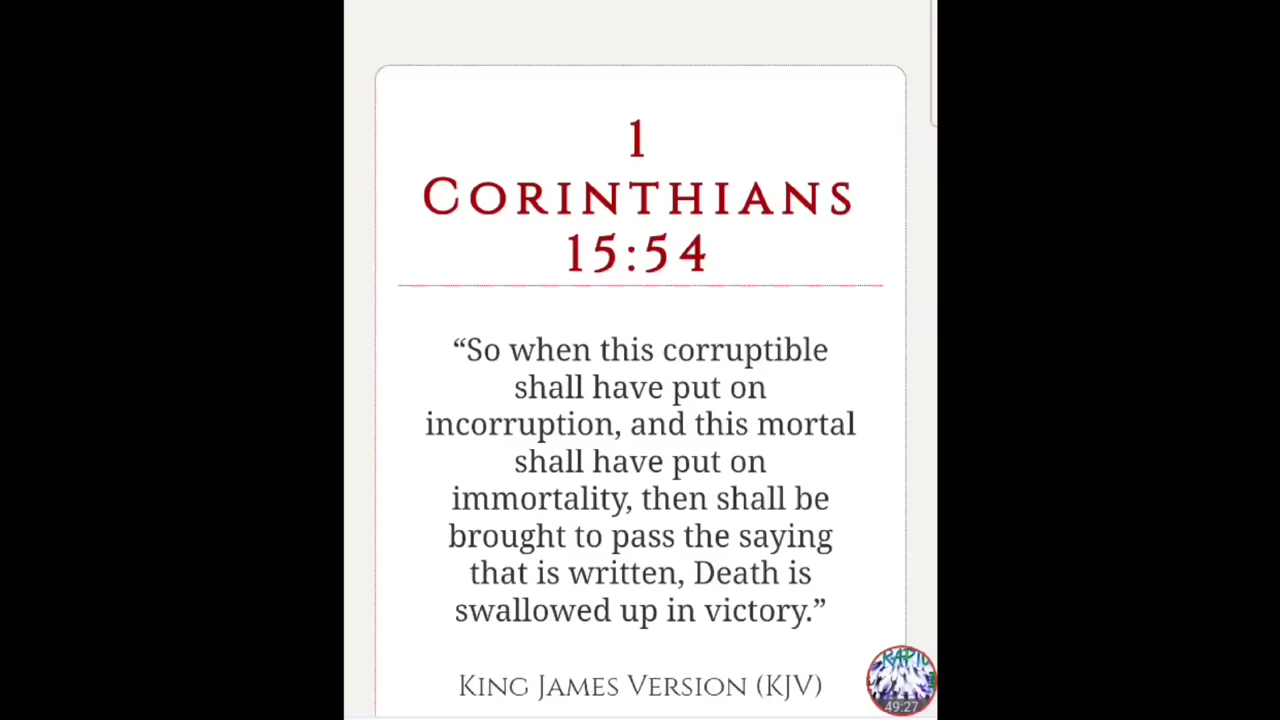 1
CORINTHIANS
15:54
“So when this corruptible
shall have put on
incorruption, and this mortal
shall have put on
immortality, then shall be
brought to pass the saying
that is written, Death is
swallowed up in victory.”
KING JAMES VERSION (KJV)
49:27